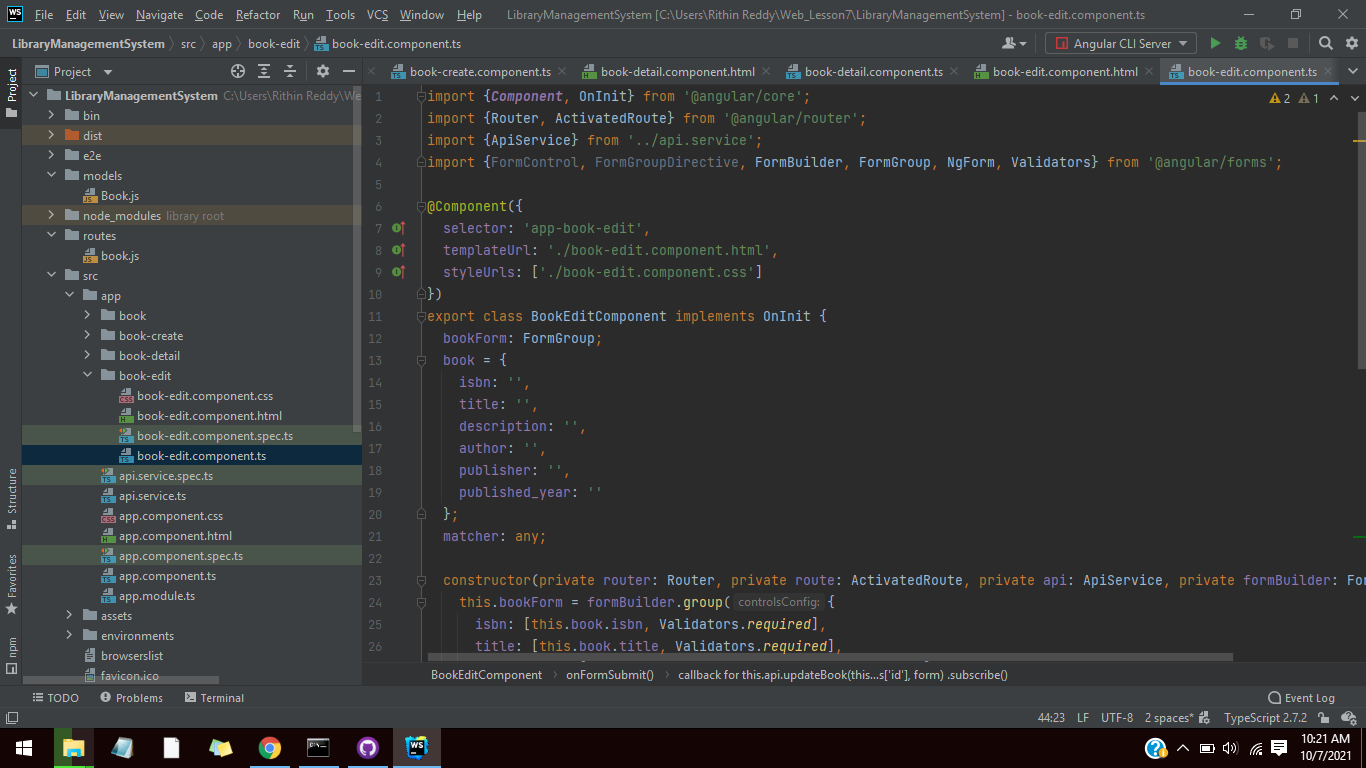 WS File Edit View Navigate Code Refactor Run Tools VCS Window Help LibraryManagementSystem [C:\Users\Rithin Reddy\Web_Lesson7\LibraryManagementSystem] - book-edit.component.ts
LibraryManagementSystem src app book-edit book-edit.component.ts Angular CLI Server
Project book-create.component.ts book-detail.component.html book-detail.component.ts book-edit.component.html book-edit.component.ts
Project
Structure
Favorites
npm
LibraryManagementSystem C:\Users\Rithin Reddy\We
bin
dist
e2e
models
Book.js
node_modules library root
routes
book.js
src
app
book
book-create
book-detail
book-edit
book-edit.component.css
book-edit.component.html
book-edit.component.spec.ts
book-edit.component.ts
api.service.spec.ts
api.service.ts
app.component.css
app.component.html
app.component.spec.ts
app.component.ts
app.module.ts
assets
environments
browserslist
favicon.ico
2 1
1 import {Component, OnInit} from '@angular/core';
2 import {Router, ActivatedRoute} from '@angular/router';
3 import {ApiService} from '../api.service';
4 import {FormControl, FormGroupDirective, FormBuilder, FormGroup, NgForm, Validators} from '@angular/forms';
5
6 @Component({
7 selector: 'app-book-edit',
8 templateUrl: './book-edit.component.html',
9 styleUrls: ['./book-edit.component.css']
10 })
11 export class BookEditComponent implements OnInit {
12 bookForm: FormGroup;
13 book = {
14 isbn: '',
15 title: '',
16 description: '',
17 author: '',
18 publisher: '',
19 published_year: ''
20 };
21 matcher: any;
22
23 constructor(private router: Router, private route: ActivatedRoute, private api: ApiService, private formBuilder: Fo
24 this.bookForm = formBuilder.group( controlsConfig: {
25 isbn: [this.book.isbn, Validators.required],
26 title: [this.book.title, Validators.required],
BookEditComponent onFormSubmit() callback for this.api.updateBook(this...s['id'], form) .subscribe()
TODO Problems Terminal Event Log
44:23 LF UTF-8 2 spaces* TypeScript 2.7.2
10:21 AM
10/7/2021